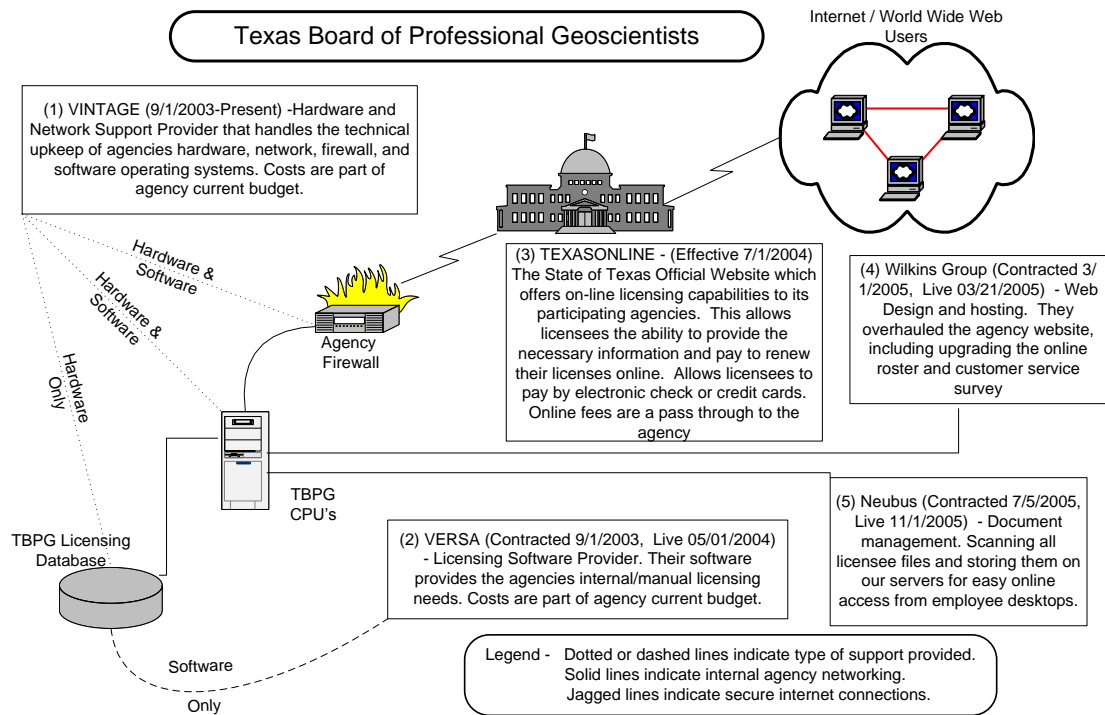 Texas Board of Professional Geoscientists
Internet / World Wide Web
Users
(1) VINTAGE (9/1/2003-Present) -Hardware and
Network Support Provider that handles the technical
upkeep of agencies hardware, network, firewall, and
software operating systems. Costs are part of
agency current budget.
Hardware &
Software
Hardware &
Software
Hardware
Only
Agency
Firewall
(3) TEXASONLINE - (Effective 7/1/2004)
The State of Texas Official Website which
offers on-line licensing capabilities to its
participating agencies.  This allows
licensees the ability to provide the
necessary information and pay to renew
their licenses online.  Allows licensees to
pay by electronic check or credit cards.
Online fees are a pass through to the
agency
(4) Wilkins Group (Contracted 3/
1/2005,  Live 03/21/2005)  - Web
Design and hosting.  They
overhauled the agency website,
including upgrading the online
roster and customer service
survey
TBPG
CPU's
TBPG Licensing
Database
(2) VERSA (Contracted 9/1/2003,  Live 05/01/2004)
- Licensing Software Provider. Their software
provides the agencies internal/manual licensing
needs. Costs are part of agency current budget.
(5) Neubus (Contracted 7/5/2005,
Live 11/1/2005)  - Document
management. Scanning all
licensee files and storing them on
our servers for easy online
access from employee desktops.
Software
Only
Legend -   Dotted or dashed lines indicate type of support provided.
Solid lines indicate internal agency networking.
Jagged lines indicate secure internet connections.